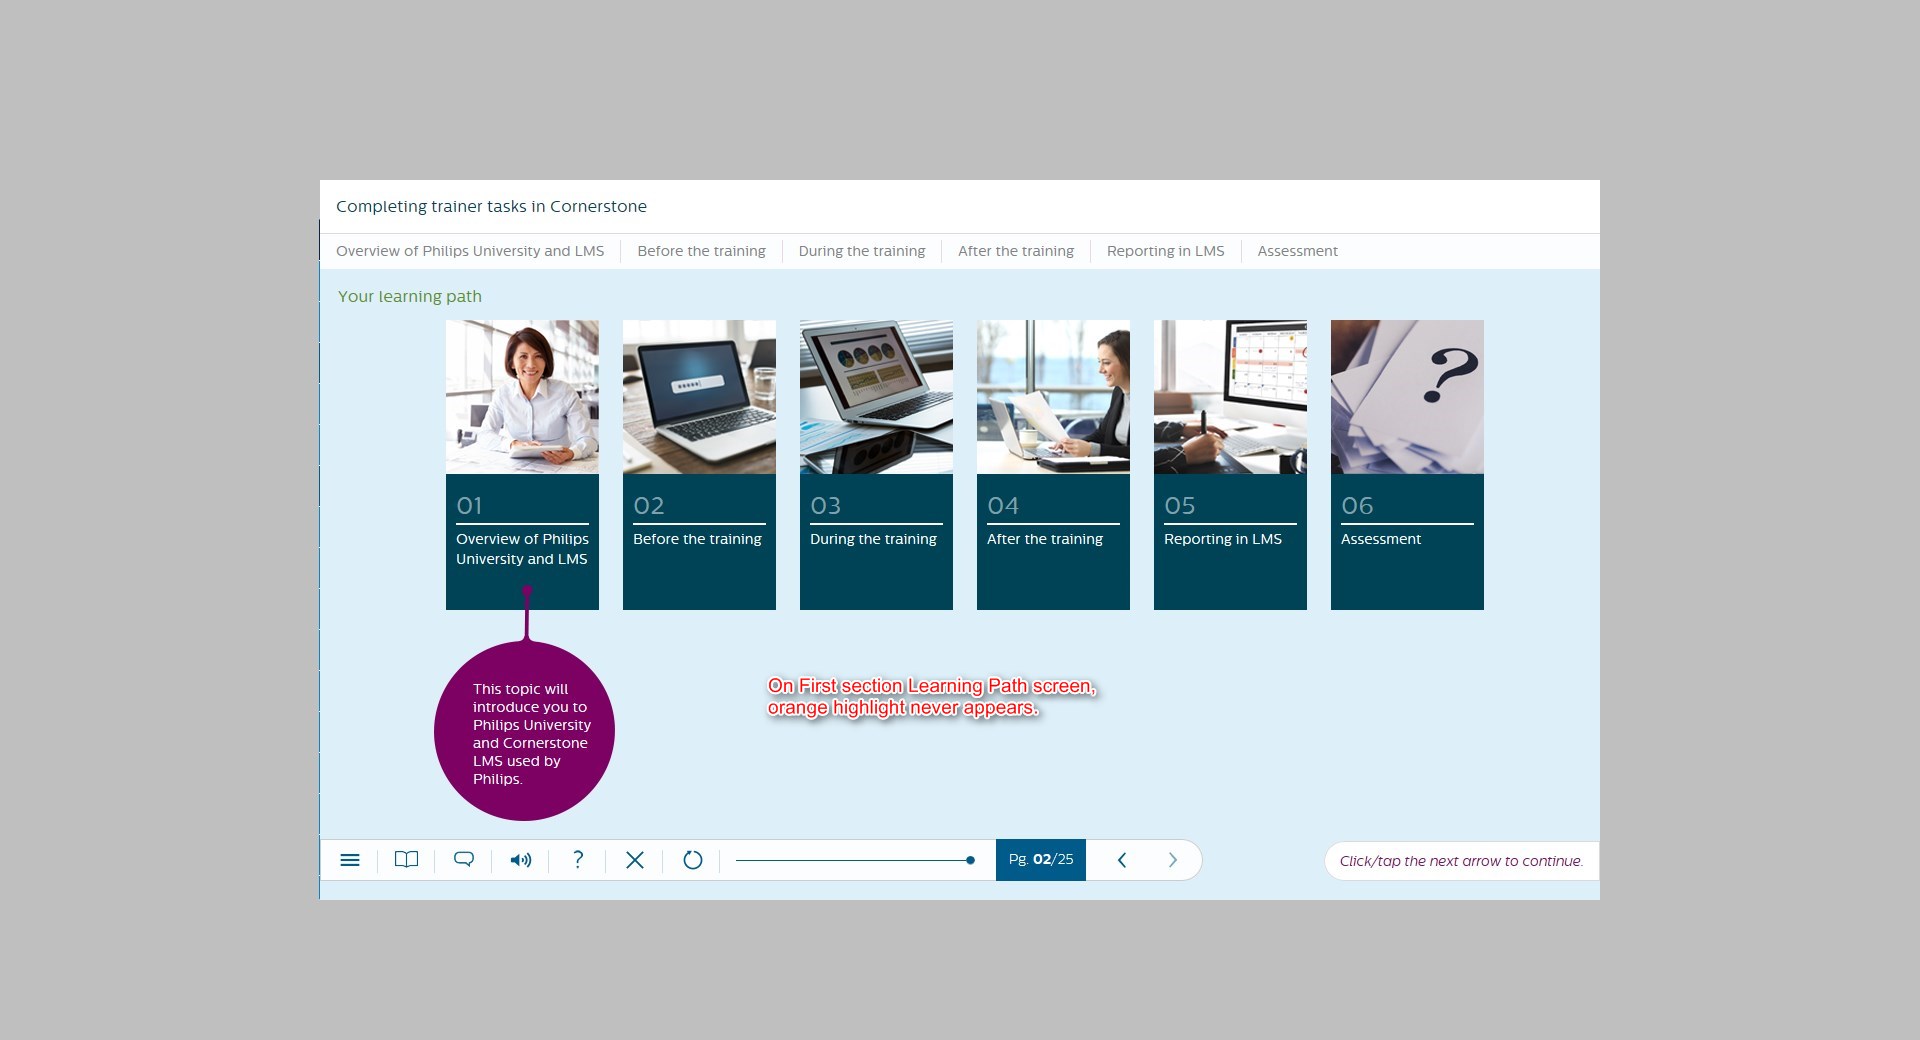 Completing trainer tasks in Cornerstone
Overview of Philips University and LMS
Before the training
During the training
After the training
Reporting in LMS
Assessment
Your learning path
01
Overview of Philips
University and LMS
02
Before the training
03
During the training
04
After the training
05
Reporting in LMS
?
06
Assessment
This topic will
introduce you to
Philips University
and Cornerstone
LMS used by
Philips.
On First section Learning Path screen,
orange highlight never appears.
?
Pg. 02/25
Click/tap the next arrow to continue.